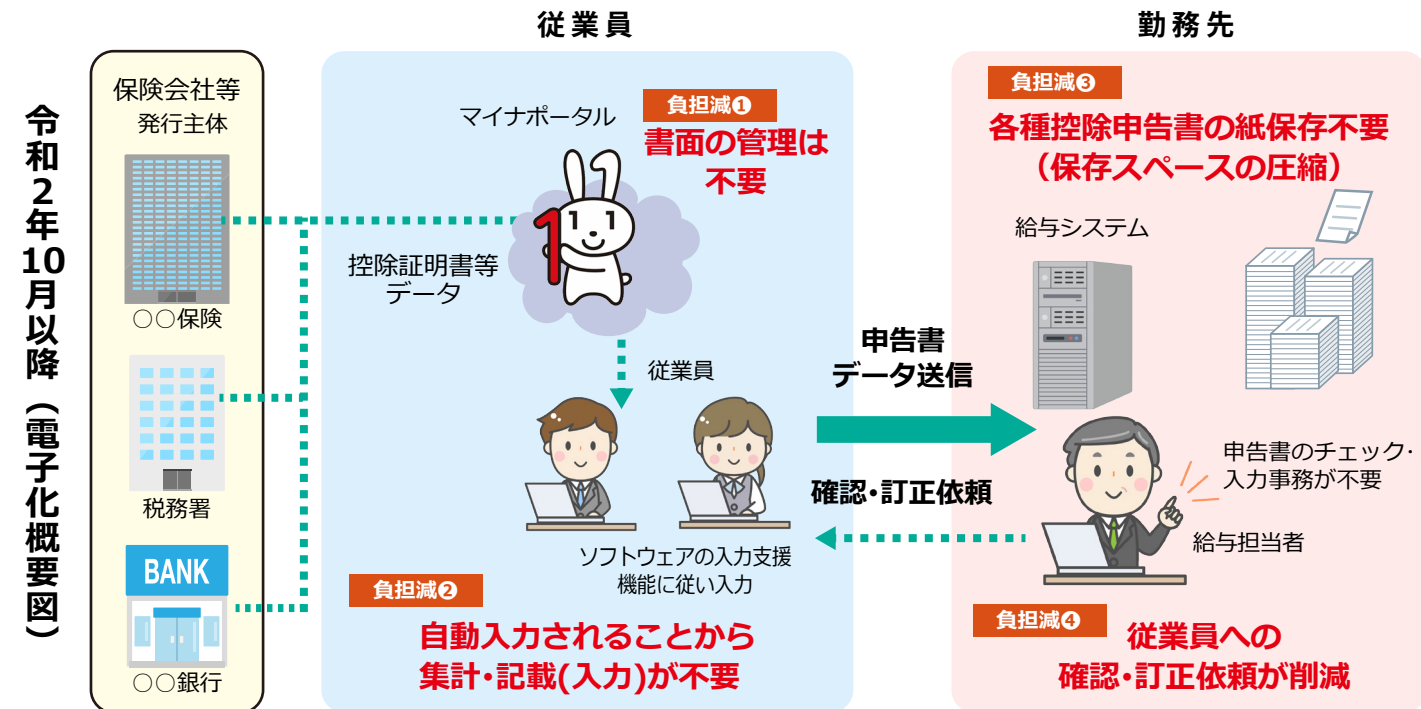 令和2年10月以降（電子化概要図）
保険会社等
発行主体
〇〇保険
税務署
BANK
〇〇銀行
従業員
マイナポータル
負担減❶
書面の管理は
不要
1
控除証明書等
データ
従業員
ソフトウェアの入力支援
機能に従い入力
負担減❷
自動入力されることから
集計・記載(入力)が不要
申告書
データ送信
確認・訂正依頼
勤務先
負担減❸
各種控除申告書の紙保存不要
（保存スペースの圧縮）
給与システム
申告書のチェック・
入力事務が不要
給与担当者
負担減❹
従業員への
確認・訂正依頼が削減